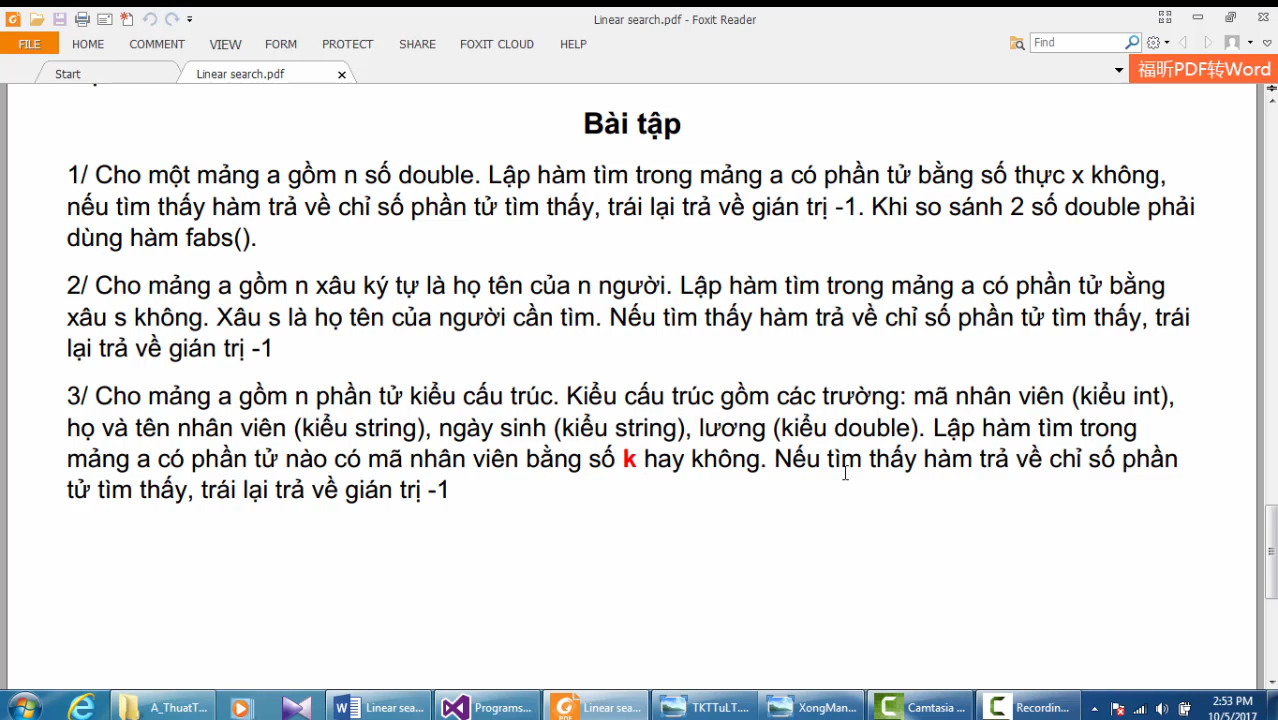 Linear search.pdf - Foxit Reader
FILE HOME COMMENT VIEW FORM PROTECT SHARE FOXIT CLOUD HELP Find
Start Linear search.pdf 福昕PDF转Word
Bài tập
1/ Cho một mảng a gồm n số double. Lập hàm tìm trong mảng a có phần tử bằng số thực x không,
nếu tìm thấy hàm trả về chỉ số phần tử tìm thấy, trái lại trả về gián trị -1. Khi so sánh 2 số double phải
dùng hàm fabs().
2/ Cho mảng a gồm n xâu ký tự là họ tên của n người. Lập hàm tìm trong mảng a có phần tử bằng
xâu s không. Xâu s là họ tên của người cần tìm. Nếu tìm thấy hàm trả về chỉ số phần tử tìm thấy, trái
lại trả về gián trị -1
3/ Cho mảng a gồm n phần tử kiểu cấu trúc. Kiểu cấu trúc gồm các trường: mã nhân viên (kiểu int),
họ và tên nhân viên (kiểu string), ngày sinh (kiểu string), lương (kiểu double). Lập hàm tìm trong
mảng a có phần tử nào có mã nhân viên bằng số k hay không. Nếu tìm thấy hàm trả về chỉ số phần
tử tìm thấy, trái lại trả về gián trị -1
A_ThuatT... Linear sea... Programs... Linear sea... TKTTuLT... XongMan... Camtasia ... Recordin... 2:53 PM
10/5/2017